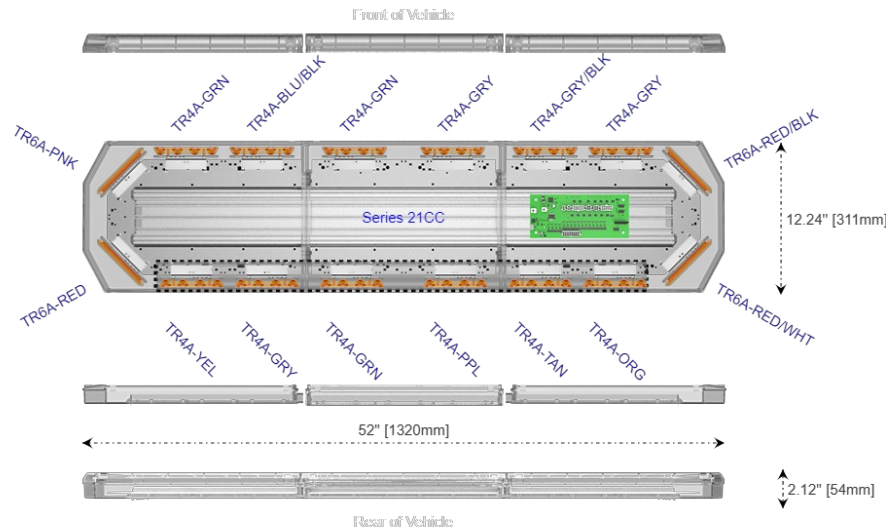 Front of Vehicle
TR4A-GRN
TR4A-BLU/BLK
TR4A-GRN
TR4A-GRY
TR4A-GRY/BLK
TR4A-GRY
TR6A-PNK
TR6A-RED/BLK
Series 21CC
12.24" [311mm]
TR6A-RED
TR6A-RED/WHT
TR4A-YEL
TR4A-GRY
TR4A-GRN
TR4A-PPL
TR4A-TAN
TR4A-ORG
52" [1320mm]
2.12" [54mm]
Rear of Vehicle